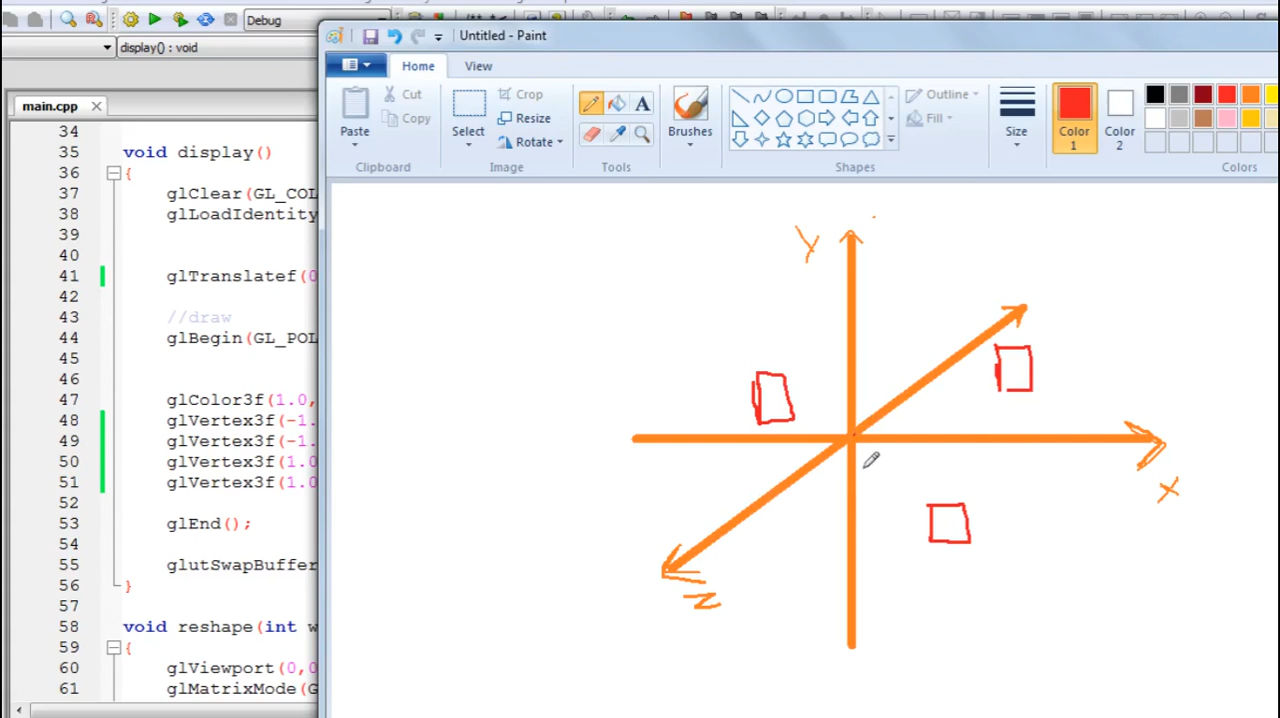 Debug
display() : void
Untitled - Paint
Home View
main.cpp
Paste
Cut
Copy
Clipboard
Select
Crop
Resize
Rotate
Image
A
Tools
Brushes
Outline
Fill
Shapes
Size
Color
1
Color
2
Colors
34
35 void display()
36 {
37 glClear(GL_COL
38 glLoadIdentity
39
40
41 glTranslatef(0
42
43 //draw
44 glBegin(GL_POL
45
46
47 glColor3f(1.0,
48 glVertex3f(-1.
49 glVertex3f(-1.
50 glVertex3f(1.0
51 glVertex3f(1.0
52
53 glEnd();
54
55 glutSwapBuffer
56 }
57
58 void reshape(int w
59 {
60 glViewport(0,0
61 glMatrixMode(G
Y
X
Z